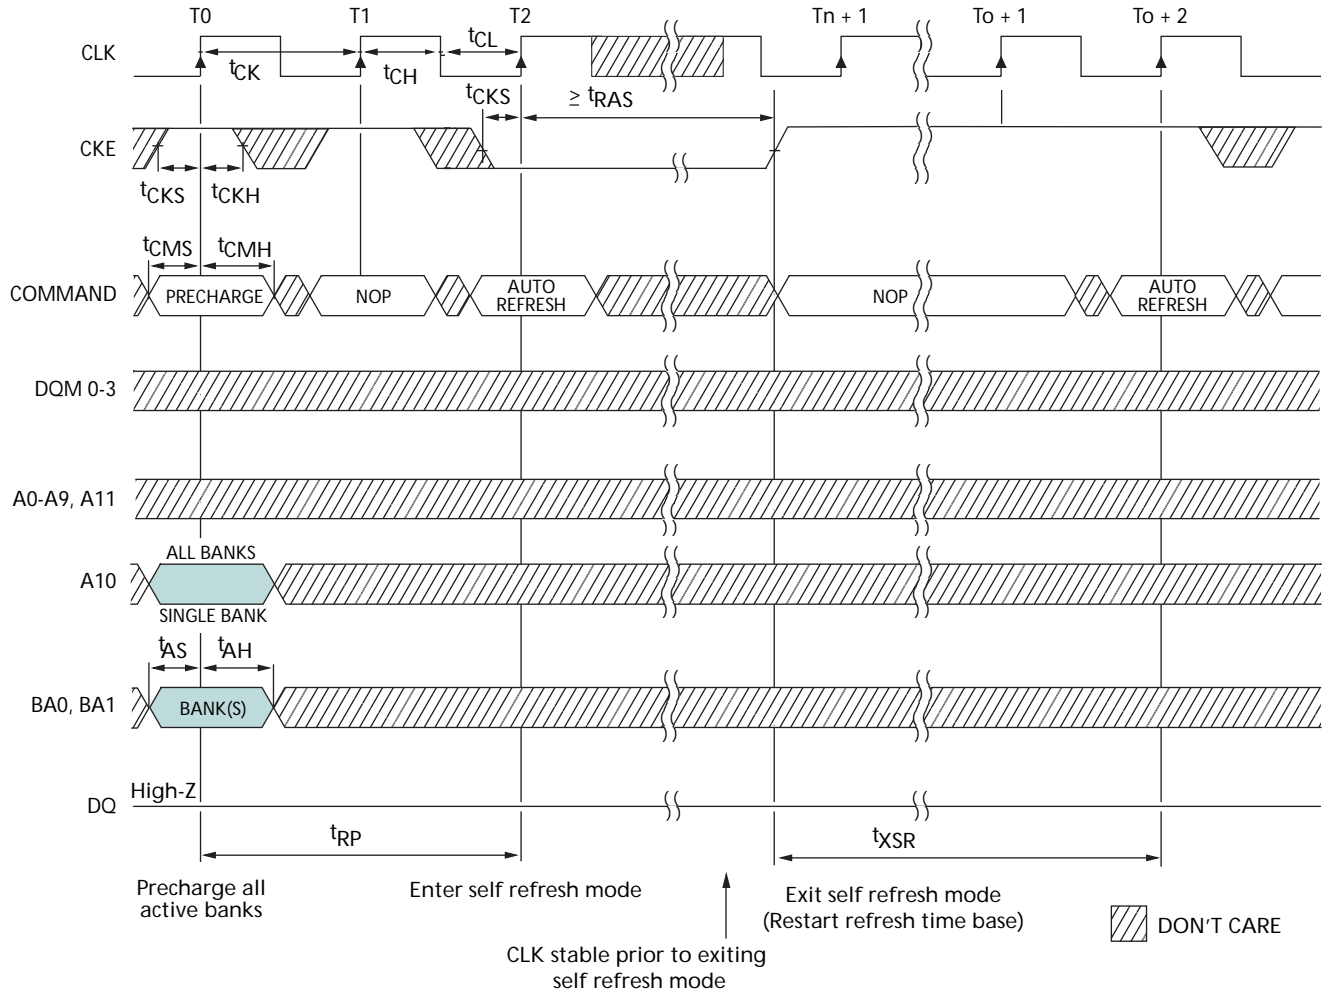 T0 T1 T2 Tn + 1 To + 1 To + 2
CLK
tCK tCH tCL
tCKS ≥ tRAS
CKE
tCKS tCKH
tCMS tCMH
COMMAND PRECHARGE NOP AUTO REFRESH NOP AUTO REFRESH
DQM 0-3
A0-A9, A11
ALL BANKS
A10
SINGLE BANK
tAS tAH
BA0, BA1 BANK(S)
High-Z
DQ
tRP tXSR
Precharge all
active banks
Enter self refresh mode
CLK stable prior to exiting
self refresh mode
Exit self refresh mode
(Restart refresh time base)
DON'T CARE